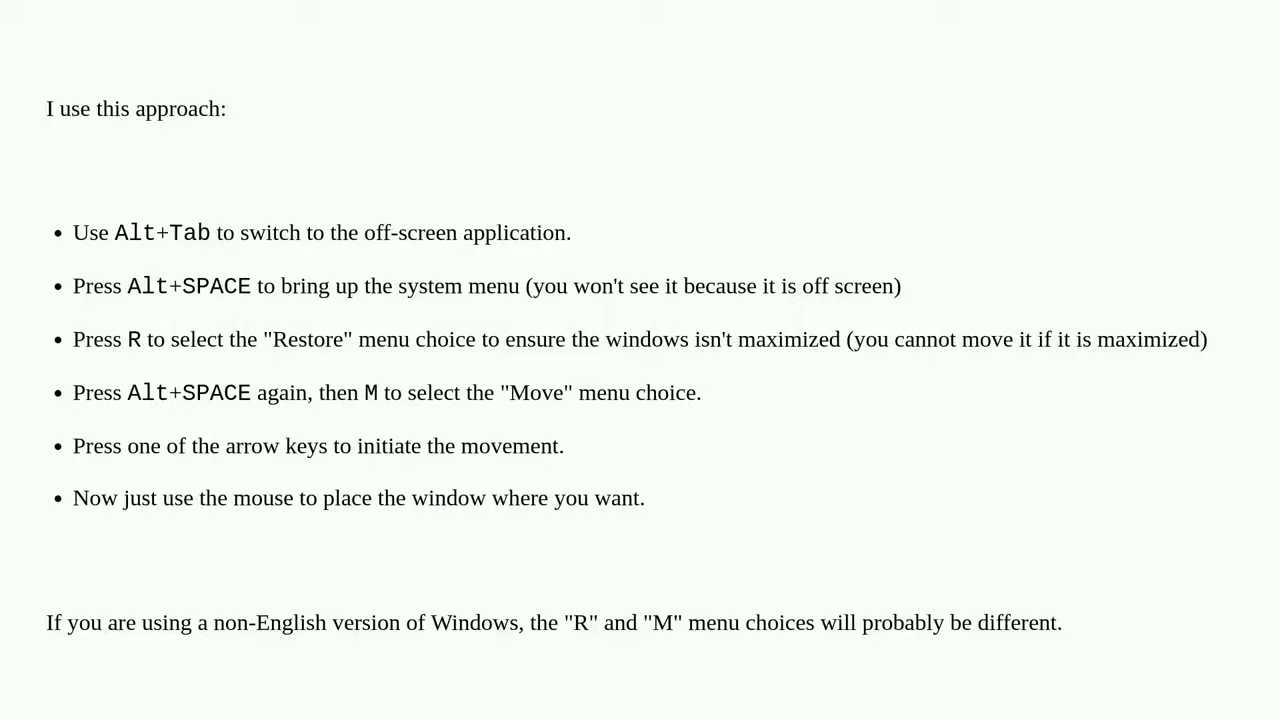 I use this approach:
• Use Alt+Tab to switch to the off-screen application.
• Press Alt+SPACE to bring up the system menu (you won't see it because it is off screen)
• Press R to select the "Restore" menu choice to ensure the windows isn't maximized (you cannot move it if it is maximized)
• Press Alt+SPACE again, then M to select the "Move" menu choice.
• Press one of the arrow keys to initiate the movement.
• Now just use the mouse to place the window where you want.
If you are using a non-English version of Windows, the "R" and "M" menu choices will probably be different.